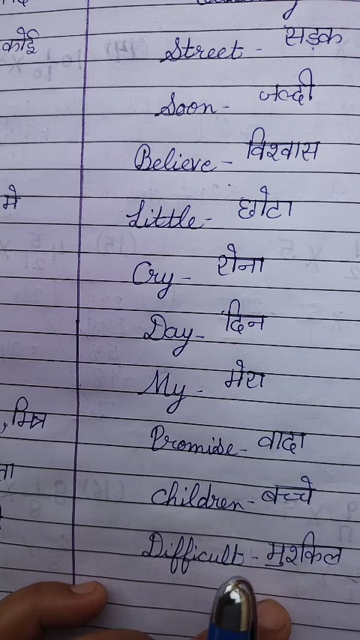 कोई
Street - सड़क
Soon - जल्दी
Believe - विश्वास
मे
Little - छोटा
Cry - रोना
Day - दिन
My - मेरा
, मित्र
Promise - वादा
children - बच्चे
Difficult - मुश्किल